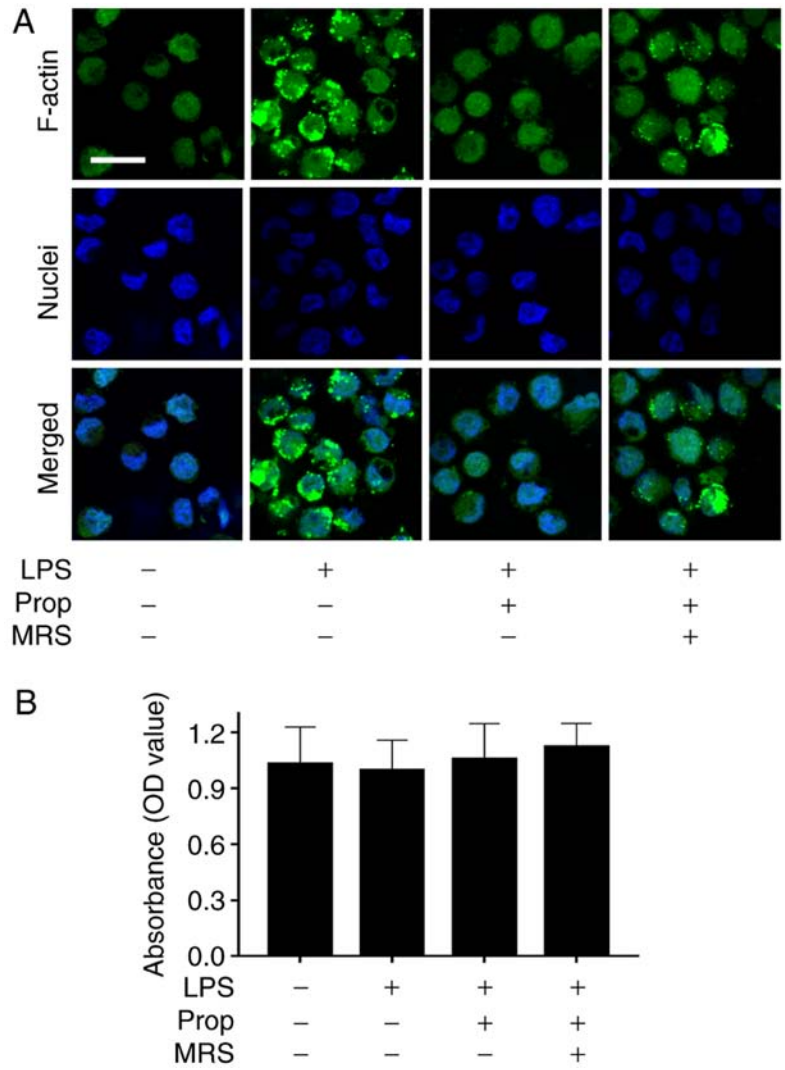 A
F-actin
Nuclei
Merged
LPS – + + +
Prop – – + +
MRS – – – +
B
Absorbance (OD value)
1.2
0.9
0.6
0.3
0.0
LPS – + + +
Prop – – + +
MRS – – – +